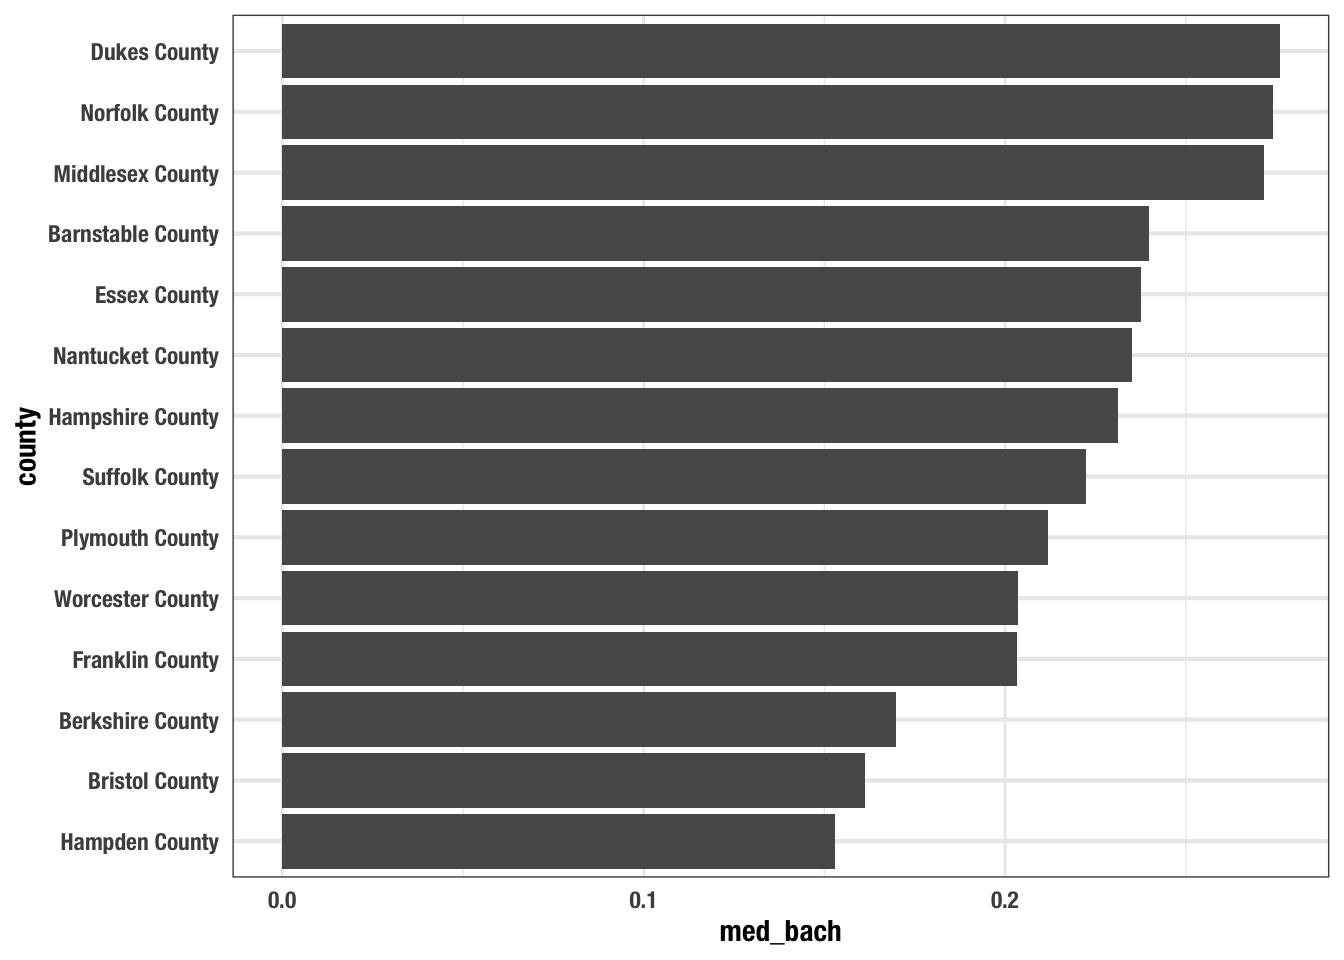 Dukes County
Norfolk County
Middlesex County
Barnstable County
Essex County
Nantucket County
Hampshire County
Suffolk County
Plymouth County
Worcester County
Franklin County
Berkshire County
Bristol County
Hampden County
county
0.0 0.1 0.2
med_bach